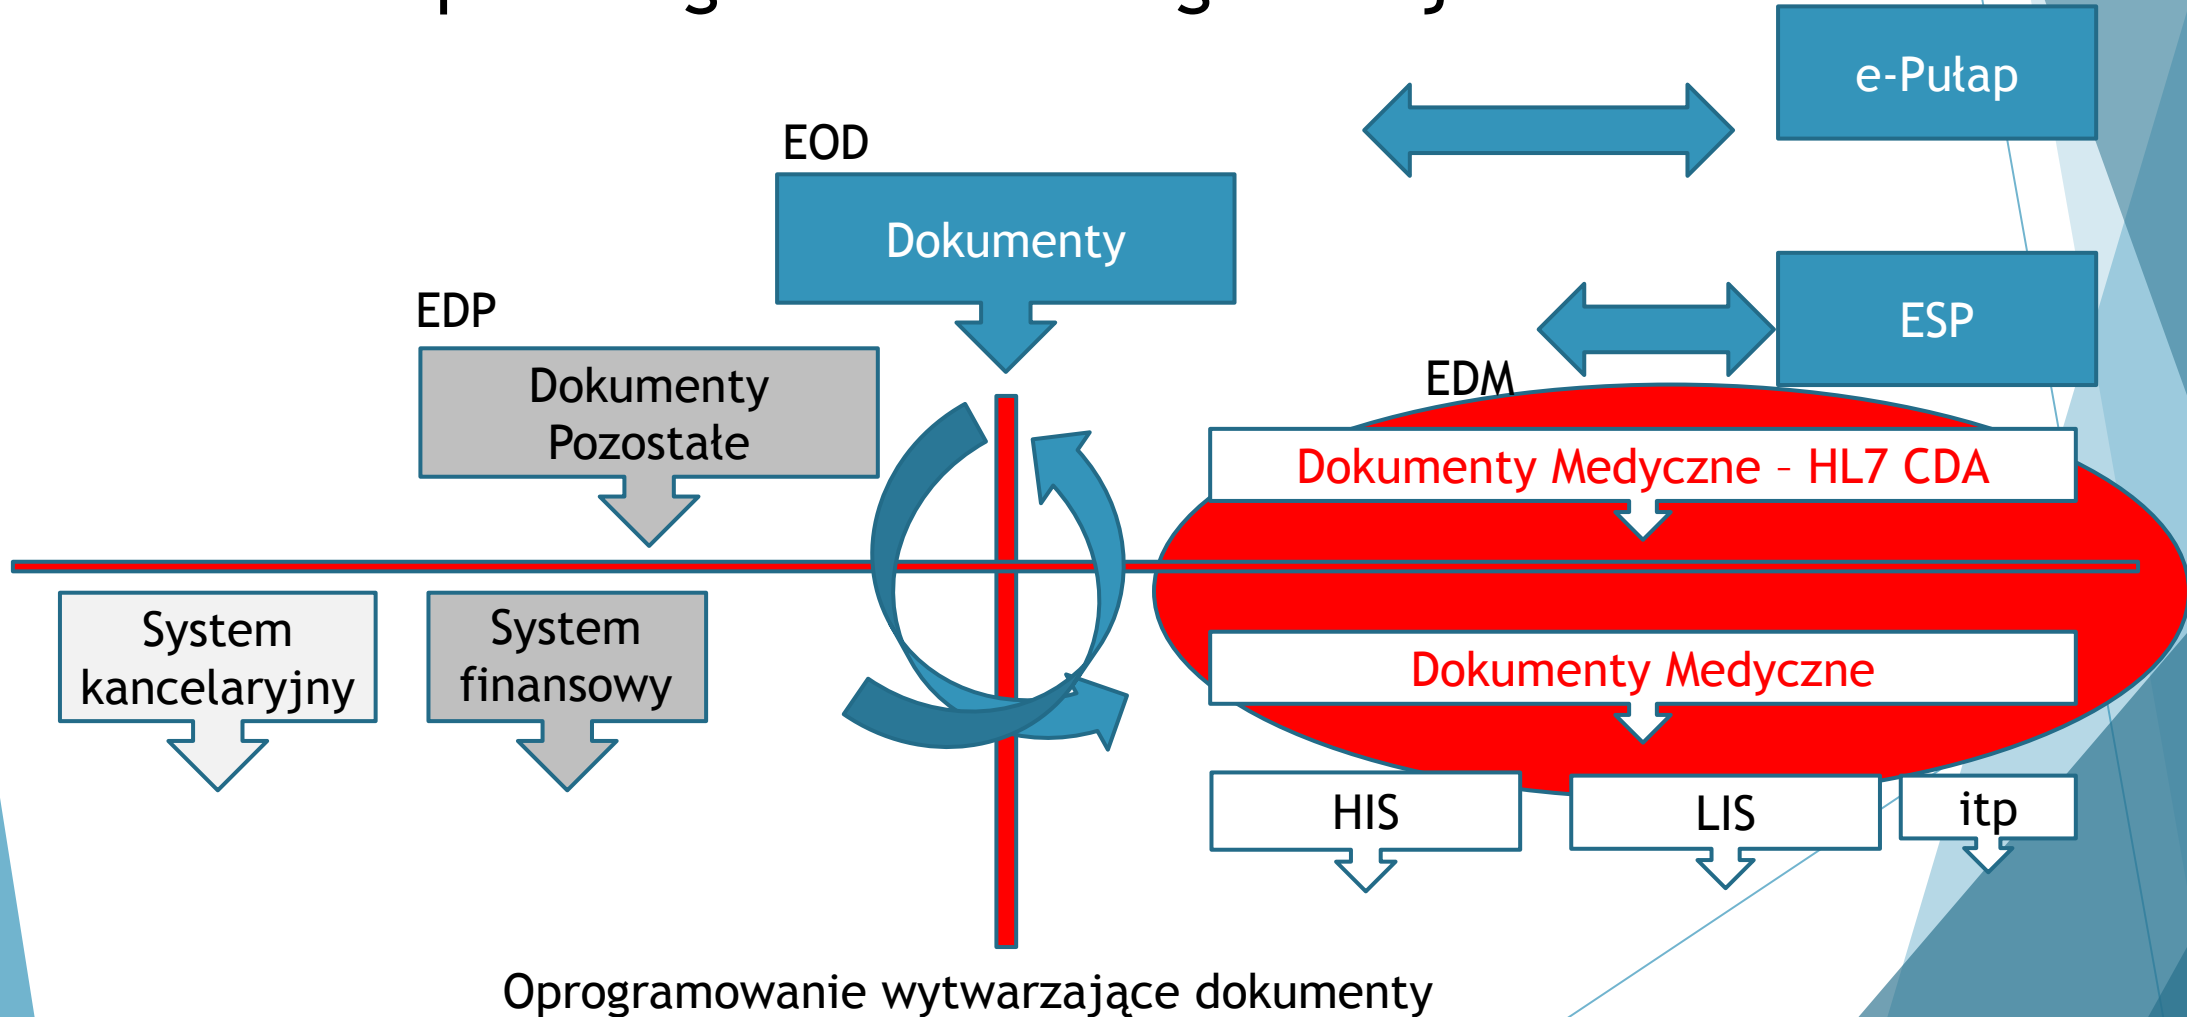 e-Pułap
EOD
Dokumenty
EDP
ESP
Dokumenty
Pozostałe
EDM
Dokumenty Medyczne – HL7 CDA
System
kancelaryjny
System
finansowy
Dokumenty Medyczne
HIS
LIS
itp
Oprogramowanie wytwarzające dokumenty